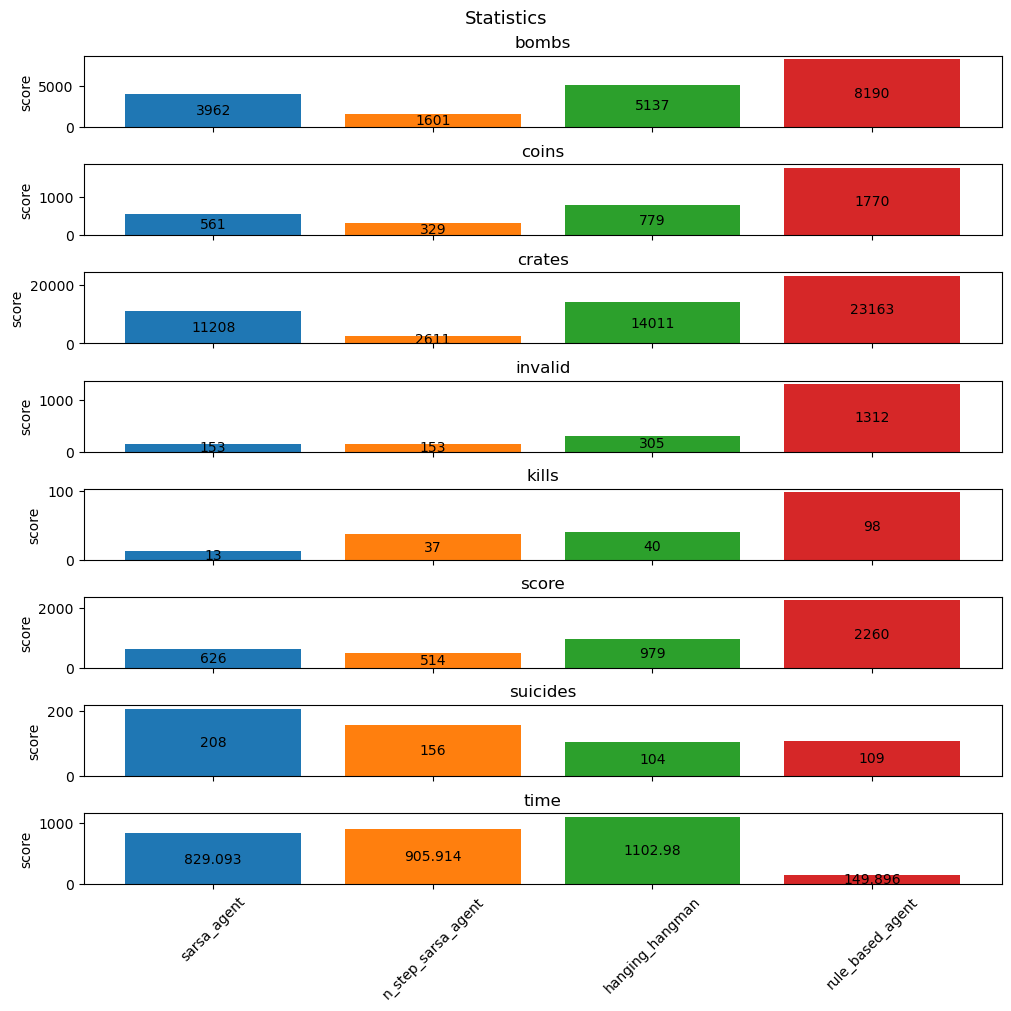 Statistics
bombs
score
5000
0
3962
1601
5137
8190
coins
score
1000
0
561
329
779
1770
crates
score
20000
0
11208
2611
14011
23163
invalid
score
1000
0
153
153
305
1312
kills
score
100
0
13
37
40
98
score
score
2000
0
626
514
979
2260
suicides
score
200
0
208
156
104
109
time
score
1000
0
829.093
905.914
1102.98
149.896
sarsa_agent
n_step_sarsa_agent
hanging_hangman
rule_based_agent